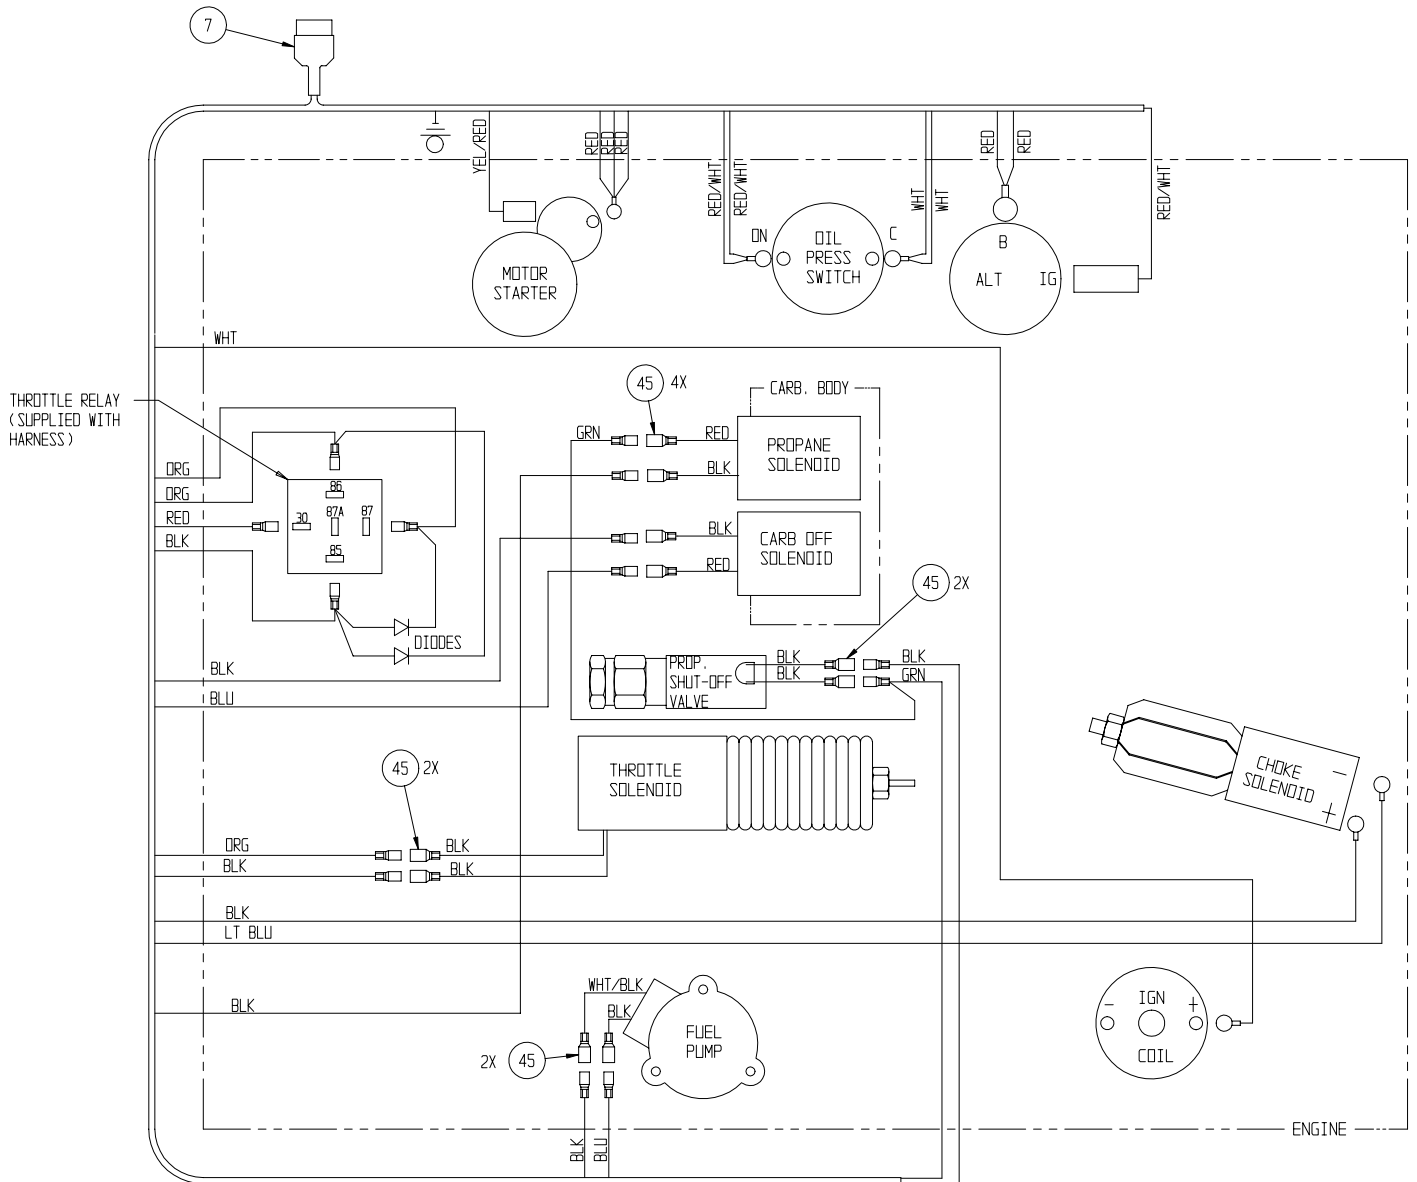 7
YEL/RED
RED
RED
RED
RED/WHT
RED/WHT
WHT
WHT
RED
RED
RED/WHT
ON
OIL
PRESS
SWITCH
C
B
ALT
IG
MOTOR
STARTER
WHT
THROTTLE RELAY
(SUPPLIED WITH
HARNESS)
45 4X
CARB. BODY
GRN
RED
PROPANE
SOLENOID
BLK
ORG
ORG
RED
BLK
86
30
87A
87
85
DIODES
BLK
CARB OFF
SOLENOID
RED
45 2X
BLK
BLU
PROP.
SHUT-OFF
VALVE
BLK
BLK
BLK
GRN
THROTTLE
SOLENOID
CHOKE
SOLENOID
-
+
45 2X
ORG
BLK
BLK
BLK
BLK
LT BLU
BLK
WHT/BLK
BLK
FUEL
PUMP
2X 45
- IGN +
COIL
BLK
BLU
ENGINE